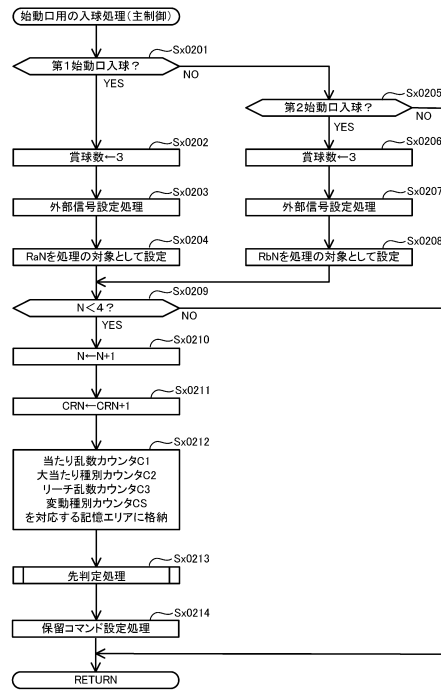 始動口用の入球処理(主制御)
Sx0201
第1始動口入球？
NO
YES
Sx0205
第2始動口入球？
NO
YES
Sx0202
賞球数←3
Sx0206
賞球数←3
Sx0203
外部信号設定処理
Sx0207
外部信号設定処理
Sx0204
RaNを処理の対象として設定
Sx0208
RbNを処理の対象として設定
Sx0209
N＜4？
NO
YES
Sx0210
N←N+1
Sx0211
CRN←CRN+1
Sx0212
当たり乱数カウンタC1
大当たり種別カウンタC2
リーチ乱数カウンタC3
変動種別カウンタCS
を対応する記憶エリアに格納
Sx0213
先判定処理
Sx0214
保留コマンド設定処理
RETURN